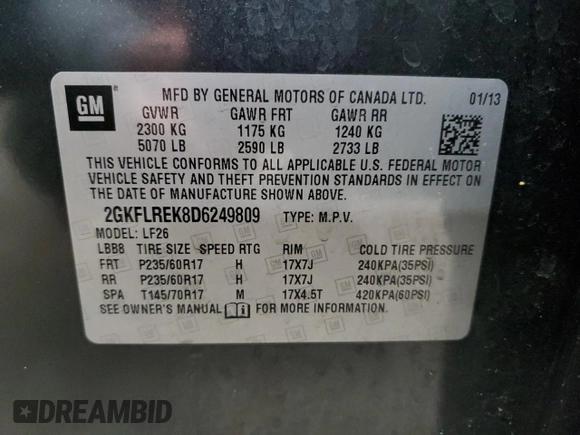 GM
MFD BY GENERAL MOTORS OF CANADA LTD. 01/13
GVWR GAWR FRT GAWR RR
2300 KG 1175 KG 1240 KG
5070 LB 2590 LB 2733 LB
THIS VEHICLE CONFORMS TO ALL APPLICABLE U.S. FEDERAL MOTOR
VEHICLE SAFETY AND THEFT PREVENTION STANDARDS IN EFFECT ON
THE DATE OF MANUFACTURE SHOWN ABOVE.
2GKFLREK8D6249809 TYPE: M.P.V.
MODEL: LF26
LBB8 TIRE SIZE SPEED RTG RIM COLD TIRE PRESSURE
FRT P235/60R17 H 17X7J 240KPA(35PSI)
RR P235/60R17 H 17X7J 240KPA(35PSI)
SPA T145/70R17 M 17X4.5T 420KPA(60PSI)
SEE OWNER'S MANUAL FOR MORE INFORMATION.
DREAMBID